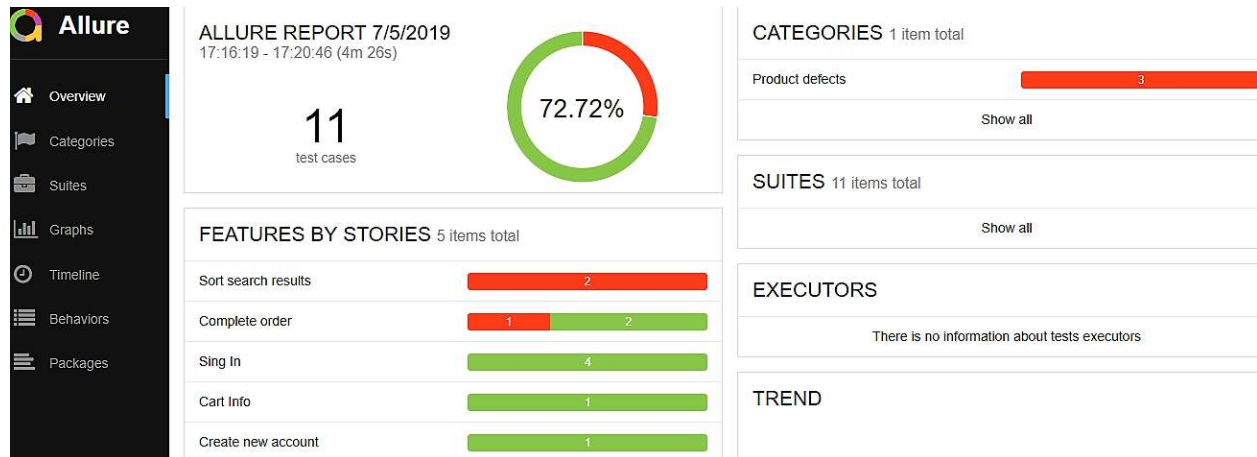 Allure
Overview
Categories
Suites
Graphs
Timeline
Behaviors
Packages
ALLURE REPORT 7/5/2019
17:16:19 - 17:20:46 (4m 26s)
11
test cases
72.72%
FEATURES BY STORIES 5 items total
Sort search results 2
Complete order 1 2
Sing In 4
Cart Info 1
Create new account 1
CATEGORIES 1 item total
Product defects 3
Show all
SUITES 11 items total
Show all
EXECUTORS
There is no information about tests executors
TREND